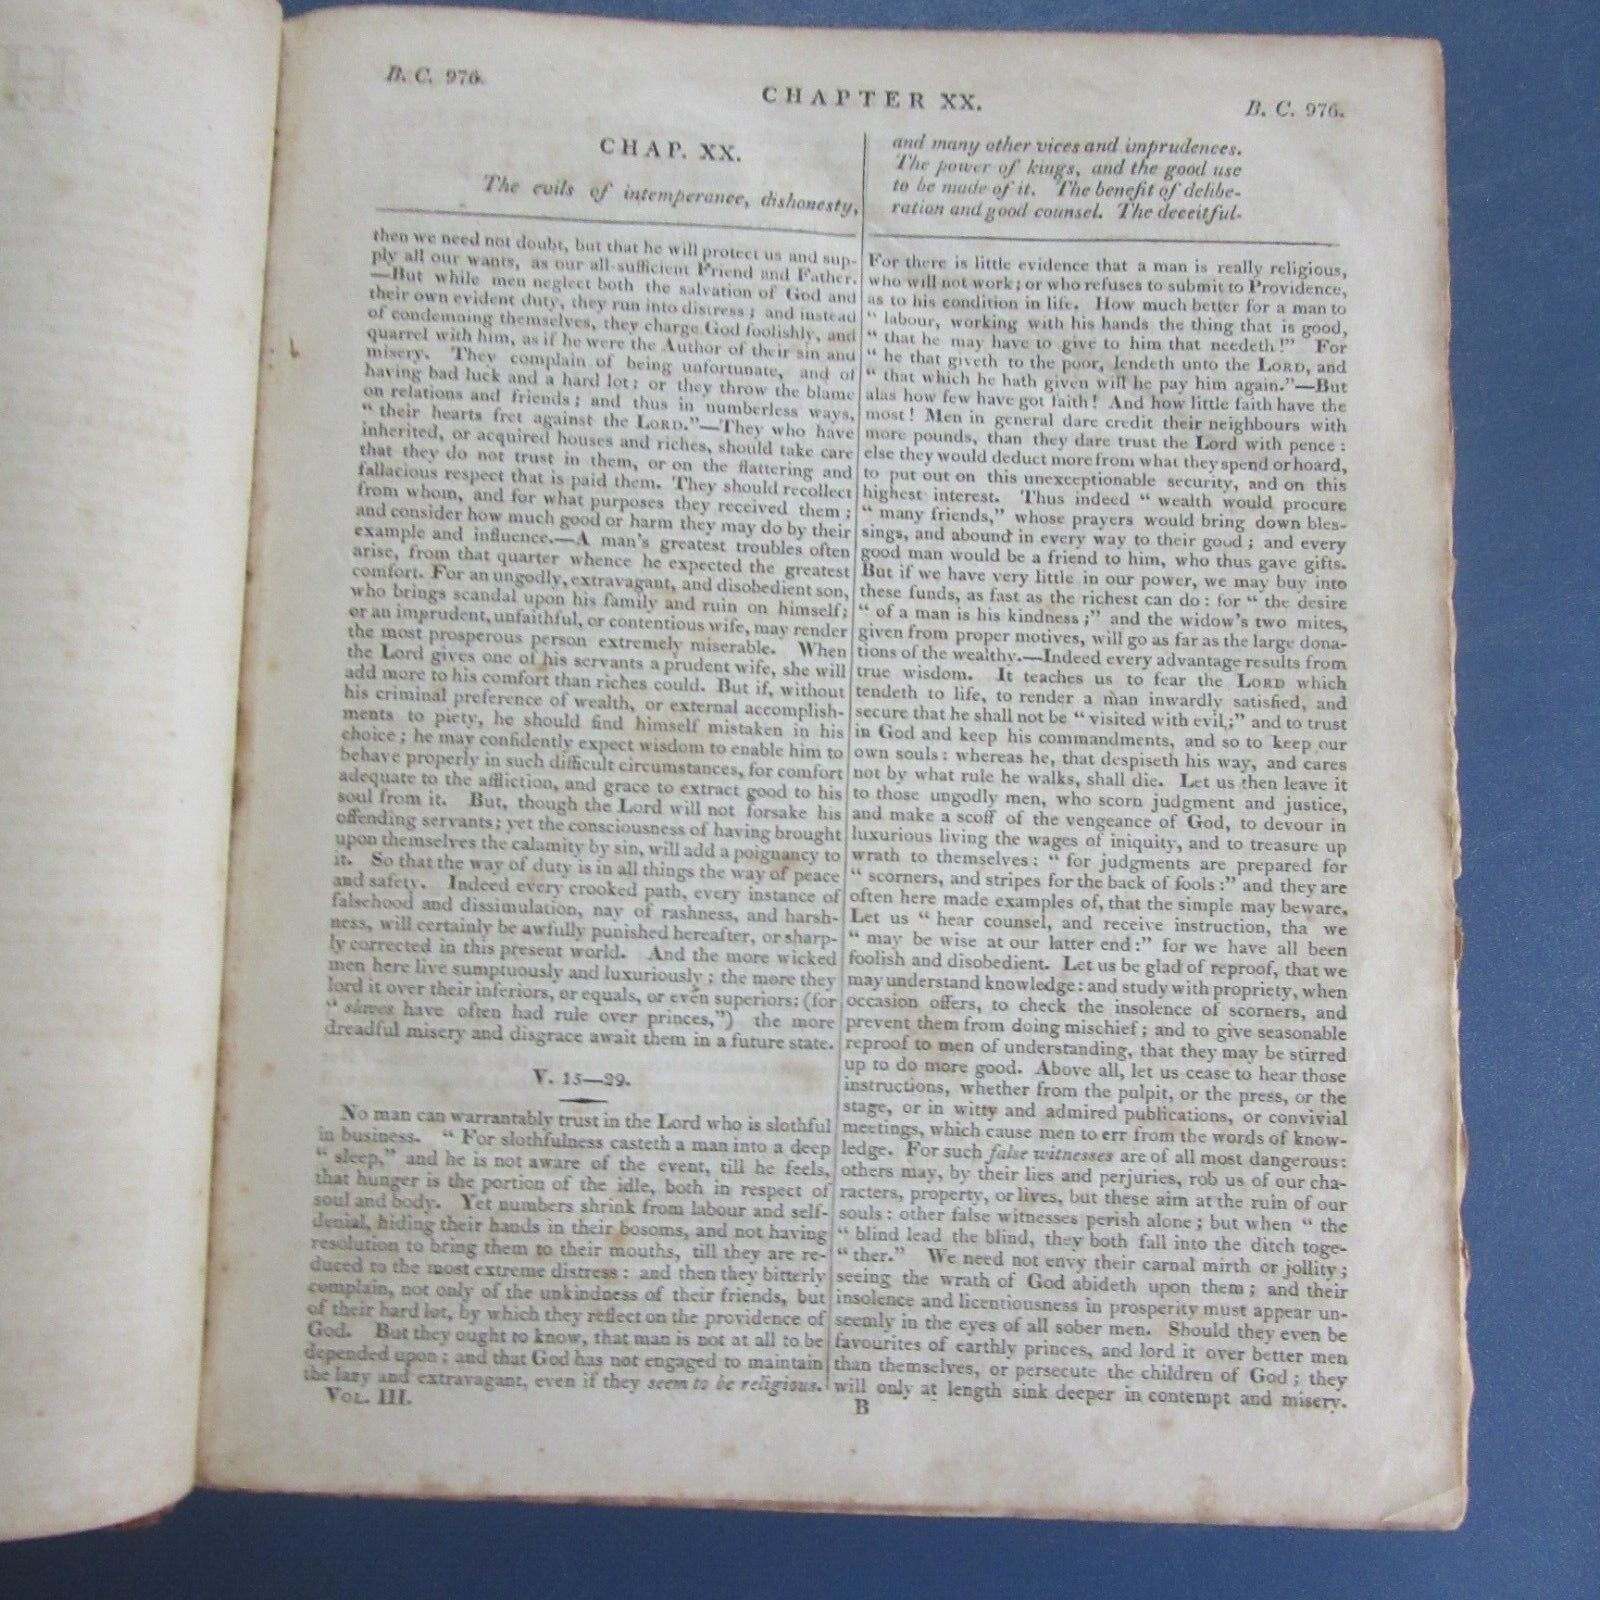 B. C. 976.
CHAPTER XX.
B. C. 976.
CHAP. XX.
The evils of intemperance, dishonesty,
and many other vices and imprudences.
The power of kings, and the good use
to be made of it. The benefit of delibe-
ration and good counsel. The deceitful-
then we need not doubt, but that he will protect us and sup-
ply all our wants, as our all-sufficient Friend and Father.
—But while men neglect both the salvation of God and
their own evident duty, they run into distress; and instead
of condemning themselves, they charge God foolishly, and
quarrel with him, as if he were the Author of their sin and
misery. They complain of being unfortunate, and of
having bad luck and a hard lot: or they throw the blame
on relations and friends; and thus in numberless ways,
" their hearts fret against the LORD."—They who have
inherited, or acquired houses and riches, should take care
that they do not trust in them, or on the flattering and
fallacious respect that is paid them. They should recollect
from whom, and for what purposes they received them;
and consider how much good or harm they may do by their
example and influence.—A man's greatest troubles often
arise, from that quarter whence he expected the greatest
comfort. For an ungodly, extravagant, and disobedient son,
who brings scandal upon his family and ruin on himself;
or an imprudent, unfaithful, or contentious wife, may render
the most prosperous person extremely miserable. When
the Lord gives one of his servants a prudent wife, she will
add more to his comfort than riches could. But if, without
his criminal preference of wealth, or external accomplish-
ments to piety, he should find himself mistaken in his
choice; he may confidently expect wisdom to enable him to
behave properly in such difficult circumstances, for comfort
adequate to the affliction, and grace to extract good to his
soul from it. But, though the Lord will not forsake his
offending servants; yet the consciousness of having brought
upon themselves the calamity by sin, will add a poignancy to
it. So that the way of duty is in all things the way of peace
and safety. Indeed every crooked path, every instance of
falsehood and dissimulation, nay of rashness, and harsh-
ness, will certainly be awfully punished hereafter, or sharp-
ly corrected in this present world. And the more wicked
men here live sumptuously and luxuriously; the more they
lord it over their inferiors, or equals, or even superiors; (for
" slaves have often had rule over princes,") the more
dreadful misery and disgrace await them in a future state.
V. 15—29.
No man can warrantably trust in the Lord who is slothful
in business. " For slothfulness casteth a man into a deep
" sleep," and he is not aware of the event, till he feels,
that hunger is the portion of the idle, both in respect of
soul and body. Yet numbers shrink from labour and self-
denial, hiding their hands in their bosoms, and not having
resolution to bring them to their mouths, till they are re-
duced to the most extreme distress: and then they bitterly
complain, not only of the unkindness of their friends, but
of their hard lot, by which they reflect on the providence of
God. But they ought to know, that man is not at all to be
depended upon; and that God has not engaged to maintain
the lazy and extravagant, even if they seem to be religious.
VOL. III.
For there is little evidence that a man is really religious,
who will not work; or who refuses to submit to Providence,
as to his condition in life. How much better for a man to
" labour, working with his hands the thing that is good,
" that he may have to give to him that needeth!" For
" he that giveth to the poor, lendeth unto the LORD, and
" that which he hath given will he pay him again."—But
alas how few have got faith! And how little faith have the
most! Men in general dare credit their neighbours with
more pounds, than they dare trust the Lord with pence:
else they would deduct more from what they spend or hoard,
to put out on this unexceptionable security, and on this
highest interest. Thus indeed " wealth would procure
" many friends," whose prayers would bring down bles-
sings, and abound in every way to their good; and every
good man would be a friend to him, who thus gave gifts.
But if we have very little in our power, we may buy into
these funds, as fast as the richest can do: for " the desire
" of a man is his kindness;" and the widow's two mites,
given from proper motives, will go as far as the large dona-
tions of the wealthy.—Indeed every advantage results from
true wisdom. It teaches us to fear the LORD which
tendeth to life, to render a man inwardly satisfied, and
secure that he shall not be " visited with evil;" and to trust
in God and keep his commandments, and so to keep our
own souls: whereas he, that despiseth his way, and cares
not by what rule he walks, shall die. Let us then leave it
to those ungodly men, who scorn judgment and justice,
and make a scoff of the vengeance of God, to devour in
luxurious living the wages of iniquity, and to treasure up
wrath to themselves: " for judgments are prepared for
" scorners, and stripes for the back of fools:" and they are
often here made examples of, that the simple may beware.
Let us " hear counsel, and receive instruction, tha we
" may be wise at our latter end:" for we have all been
foolish and disobedient. Let us be glad of reproof, that we
may understand knowledge: and study with propriety, when
occasion offers, to check the insolence of scorners, and
prevent them from doing mischief; and to give seasonable
reproof to men of understanding, that they may be stirred
up to do more good. Above all, let us cease to hear those
instructions, whether from the pulpit, or the press, or the
stage, or in witty and admired publications, or convivial
meetings, which cause men to err from the words of know-
ledge. For such false witnesses are of all most dangerous:
others may, by their lies and perjuries, rob us of our cha-
racters, property, or lives, but these aim at the ruin of our
souls: other false witnesses perish alone; but when " the
" blind lead the blind, they both fall into the ditch toge-
" ther." We need not envy their carnal mirth or jollity;
seeing the wrath of God abideth upon them; and their
insolence and licentiousness in prosperity must appear un-
seemly in the eyes of all sober men. Should they even be
favourites of earthly princes, and lord it over better men
than themselves, or persecute the children of God; they
will only at length sink deeper in contempt and misery.
B